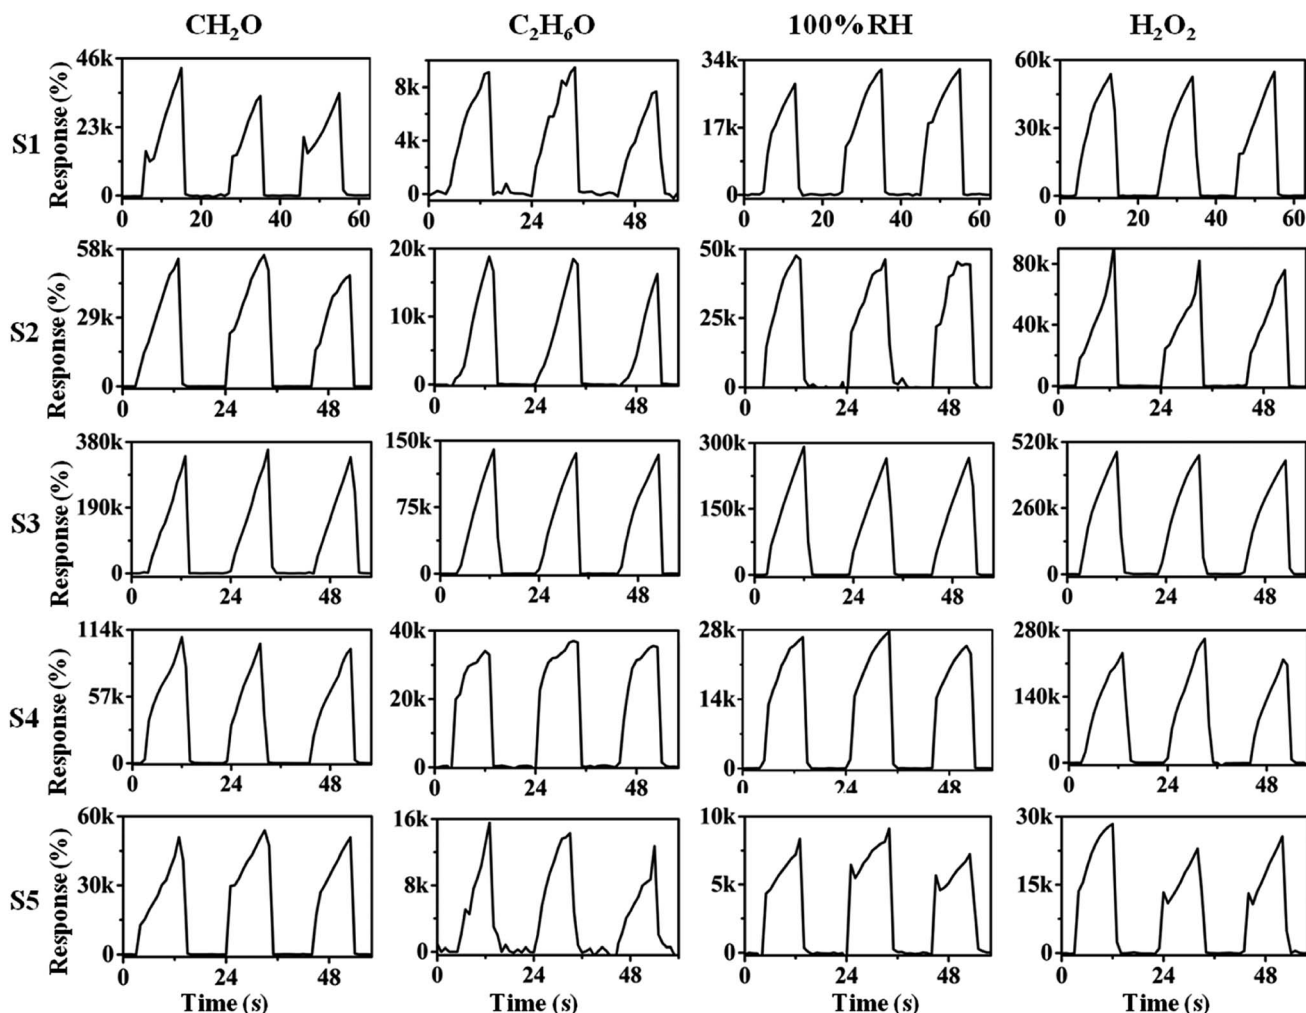 CH₂O C₂H₆O 100%RH H₂O₂
S1
Response (%)
46k
23k
0
0 20 40 60
8k
4k
0
0 24 48
34k
17k
0
0 20 40 60
60k
30k
0
0 20 40 60
S2
Response (%)
58k
29k
0
0 24 48
20k
10k
0
0 24 48
50k
25k
0
0 24 48
80k
40k
0
0 24 48
S3
Response (%)
380k
190k
0
0 24 48
150k
75k
0
0 24 48
300k
150k
0
0 24 48
520k
260k
0
0 24 48
S4
Response (%)
114k
57k
0
0 24 48
40k
20k
0
0 24 48
28k
14k
0
0 24 48
280k
140k
0
0 24 48
S5
Response (%)
60k
30k
0
0 24 48
Time (s)
16k
8k
0
0 24 48
Time (s)
10k
5k
0
0 24 48
Time (s)
30k
15k
0
0 24 48
Time (s)